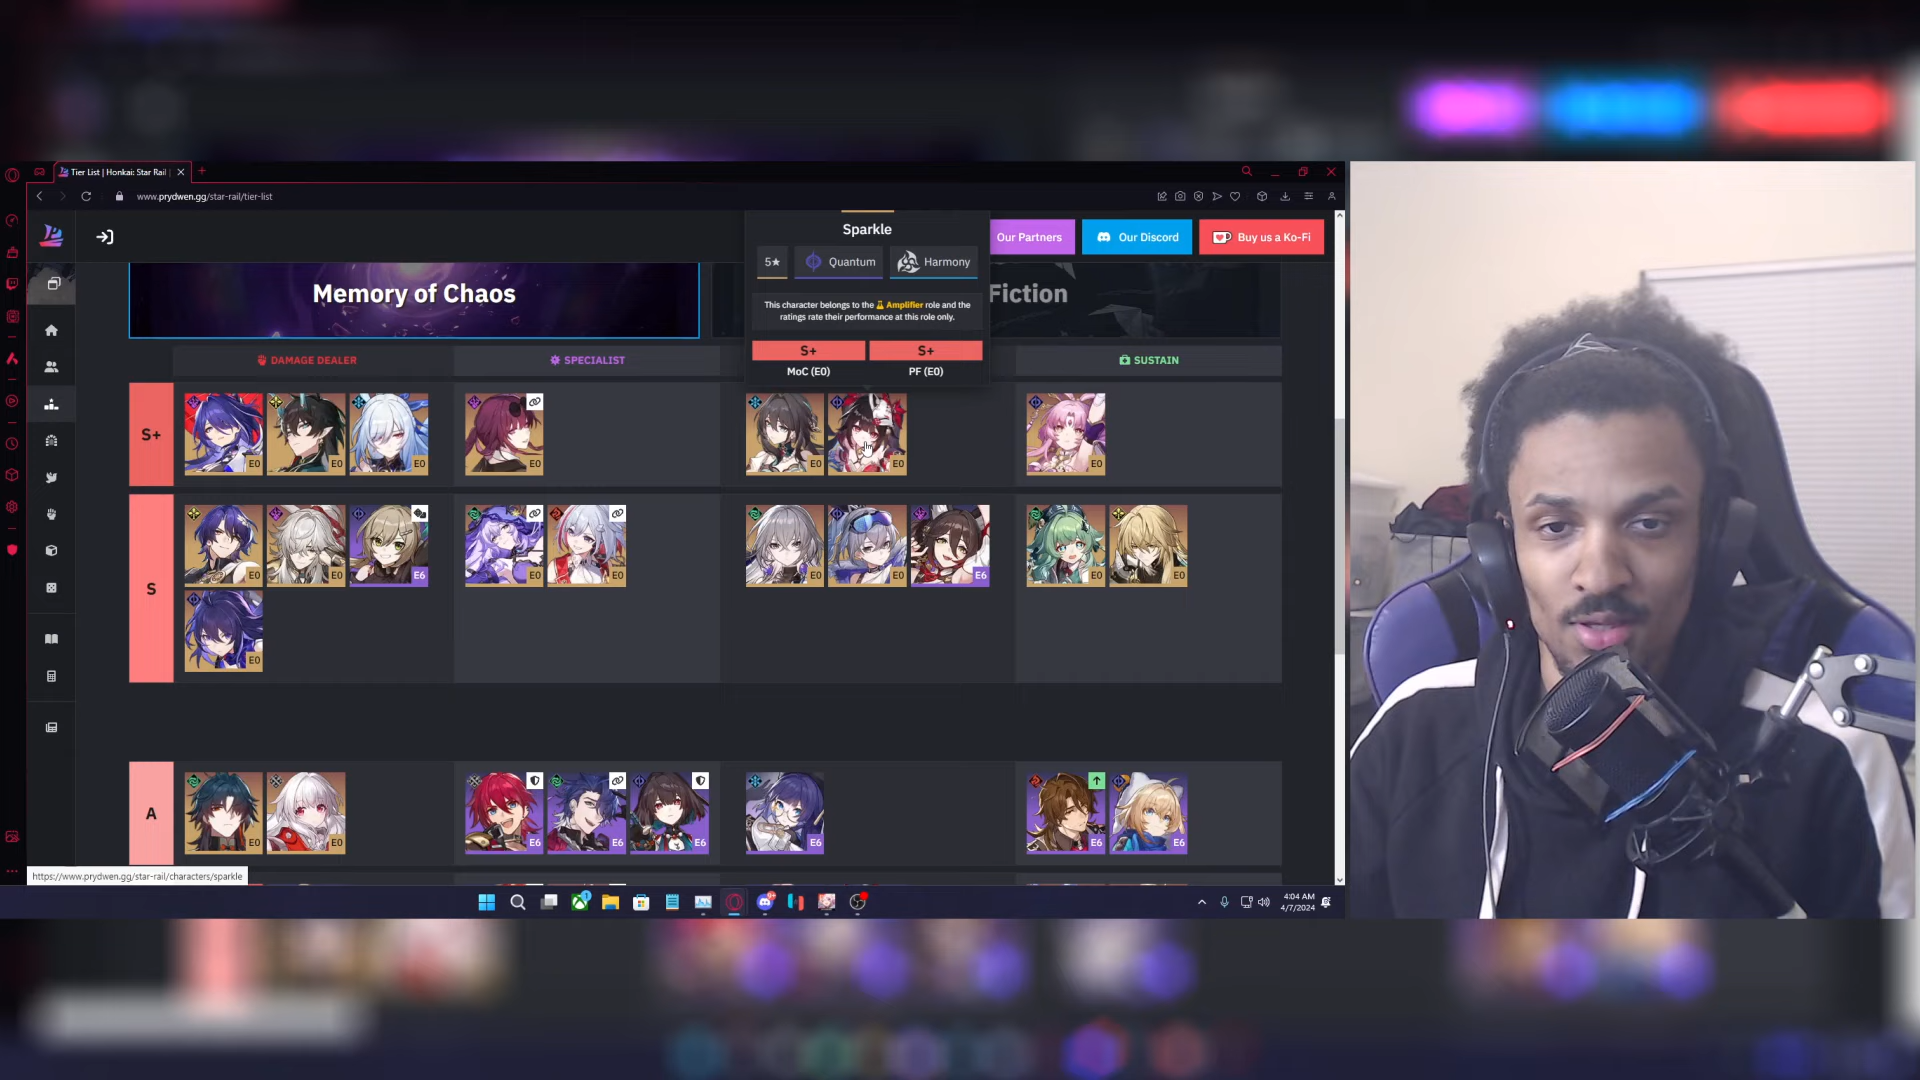 Tier List | Honkai: Star Rail |
www.prydwen.gg/star-rail/tier-list
Sparkle
Our Partners
Our Discord
Buy us a Ko-Fi
5★
Quantum
Harmony
Memory of Chaos
Fiction
This character belongs to the Amplifier role and the
ratings rate their performance at this role only.
S+
S+
MoC (E0)
PF (E0)
DAMAGE DEALER
SPECIALIST
SUSTAIN
S+
E0
E0
E0
E0
E0
E0
E0
S
E0
E0
E6
E0
E0
E0
E0
E6
E0
E0
E0
A
E0
E0
E6
E6
E6
E6
E6
E6
https://www.prydwen.gg/star-rail/characters/sparkle
4:04 AM
4/7/2024